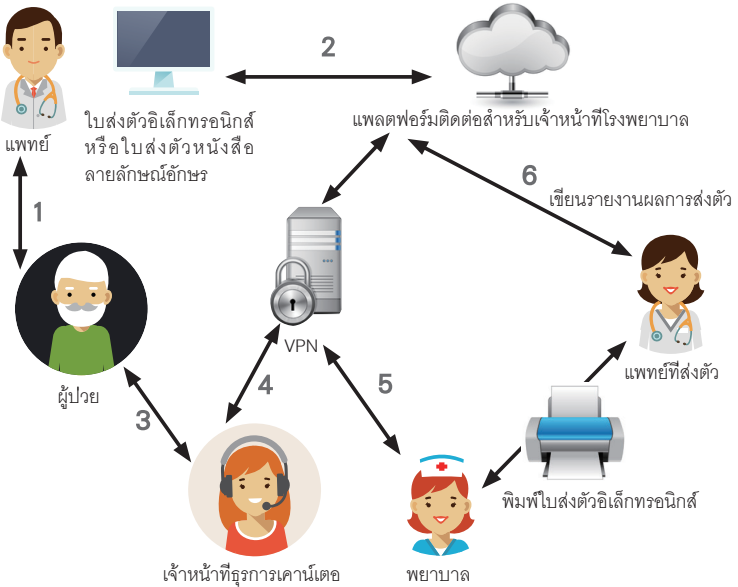 2
แพทย์
ใบส่งตัวอิเล็กทรอนิกส์
หรือใบส่งตัวหนังสือ
ลายลักษณ์อักษร
แพลตฟอร์มติดต่อสำหรับเจ้าหน้าที่โรงพยาบาล
1
6
เขียนรายงานผลการส่งตัว
VPN
ผู้ป่วย
3
4
5
แพทย์ที่ส่งตัว
พิมพ์ใบส่งตัวอิเล็กทรอนิกส์
เจ้าหน้าที่ธุรการเคาน์เตอ
พยาบาล